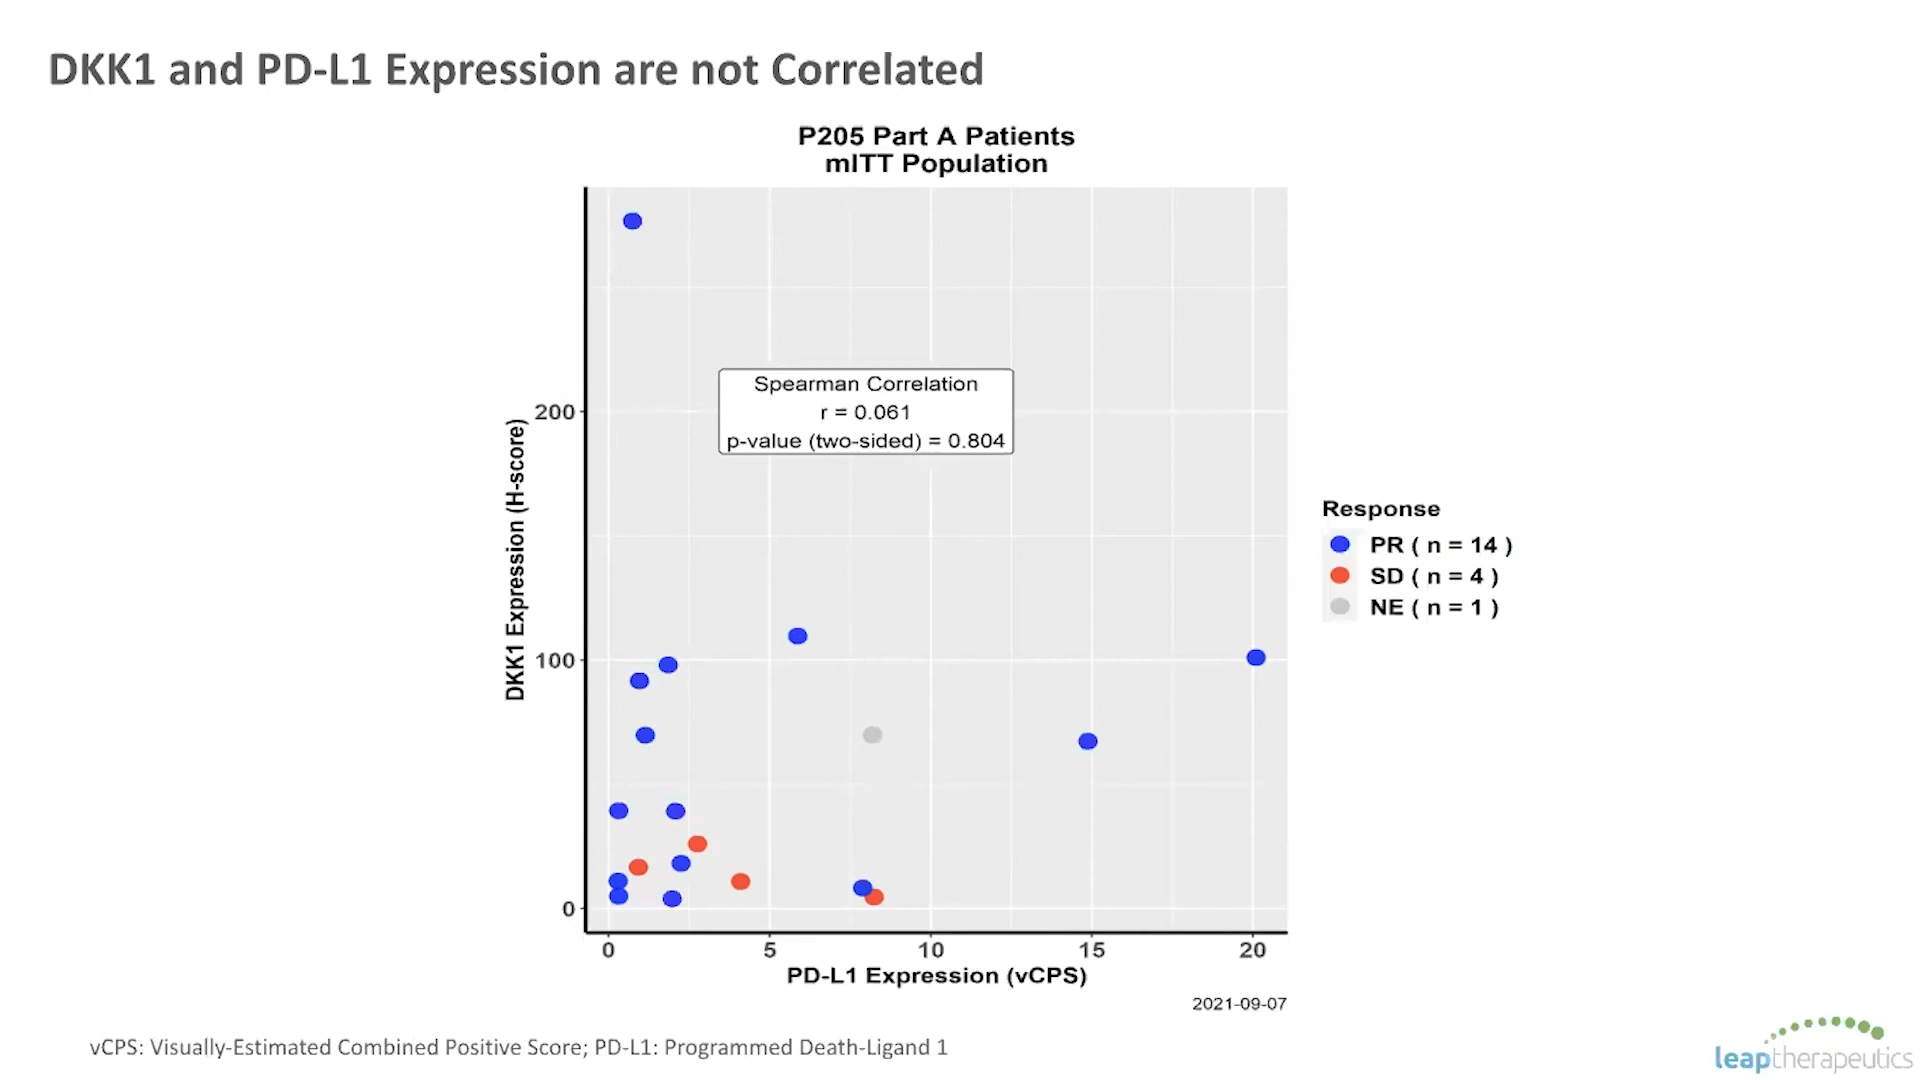 DKK1 and PD-L1 Expression are not Correlated
P205 Part A Patients
mITT Population
Spearman Correlation
r = 0.061
p-value (two-sided) = 0.804
DKK1 Expression (H-score)
200
100
0
0 5 10 15 20
PD-L1 Expression (vCPS)
2021-09-07
Response
PR ( n = 14 )
SD ( n = 4 )
NE ( n = 1 )
vCPS: Visually-Estimated Combined Positive Score; PD-L1: Programmed Death-Ligand 1
leaptherapeutics